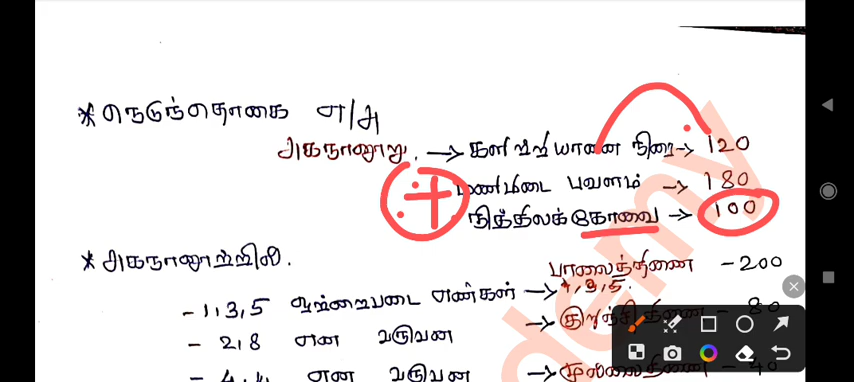 * நெடுந்தொகை எ/அ
அகநானூறு. → களிற்றியானை நிரை → 120
மணிமிடை பவளம் → 180
நித்திலக்கோவை → 100
* அகநானூற்றில்.
- 1, 3, 5 ஒற்றைபடை எண்கள் → பாலைத்திணை - 200
1, 3, 5.
- 2, 8 என வருவன → குறிஞ்சித்திணை - 80
- 4, என வருவன → முல்லைத்திணை - 40
demy